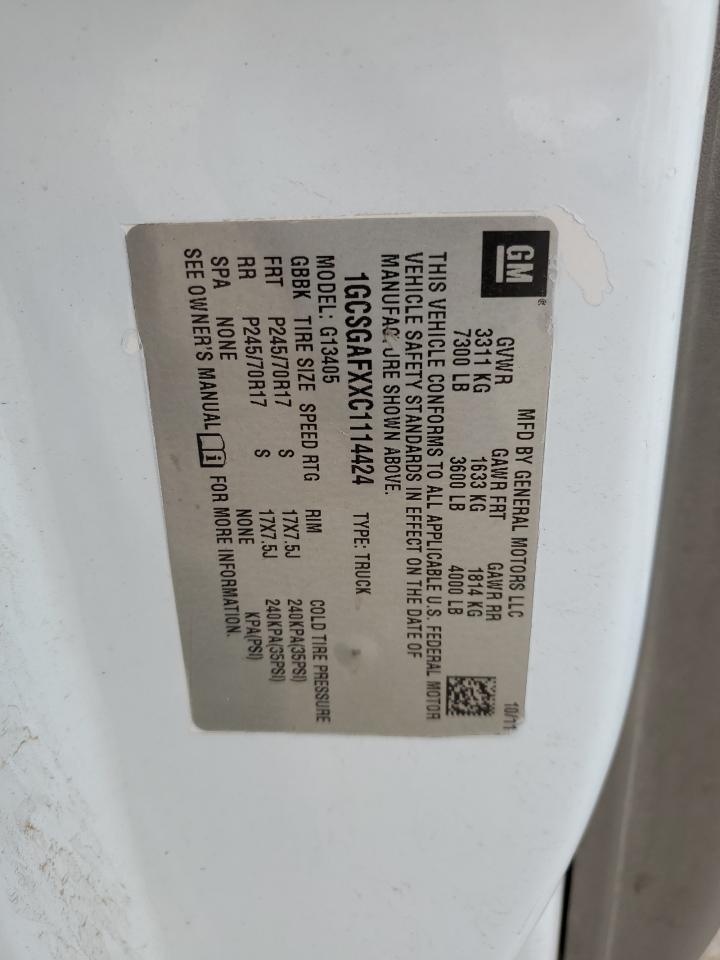 GM®
MFD BY GENERAL MOTORS LLC 10/11
GVWR GAWR FRT GAWR RR
3311 KG 1633 KG 1814 KG
7300 LB 3600 LB 4000 LB
THIS VEHICLE CONFORMS TO ALL APPLICABLE U.S. FEDERAL MOTOR
VEHICLE SAFETY STANDARDS IN EFFECT ON THE DATE OF
MANUFACTURE SHOWN ABOVE.
1GCSGAFXXC1114424 TYPE: TRUCK
MODEL: G13405
GBBK TIRE SIZE SPEED RTG RIM COLD TIRE PRESSURE
FRT P245/70R17 S 17X7.5J 240KPA(35PSI)
RR P245/70R17 S 17X7.5J 240KPA(35PSI)
SPA NONE NONE KPA(PSI)
SEE OWNER'S MANUAL i FOR MORE INFORMATION.